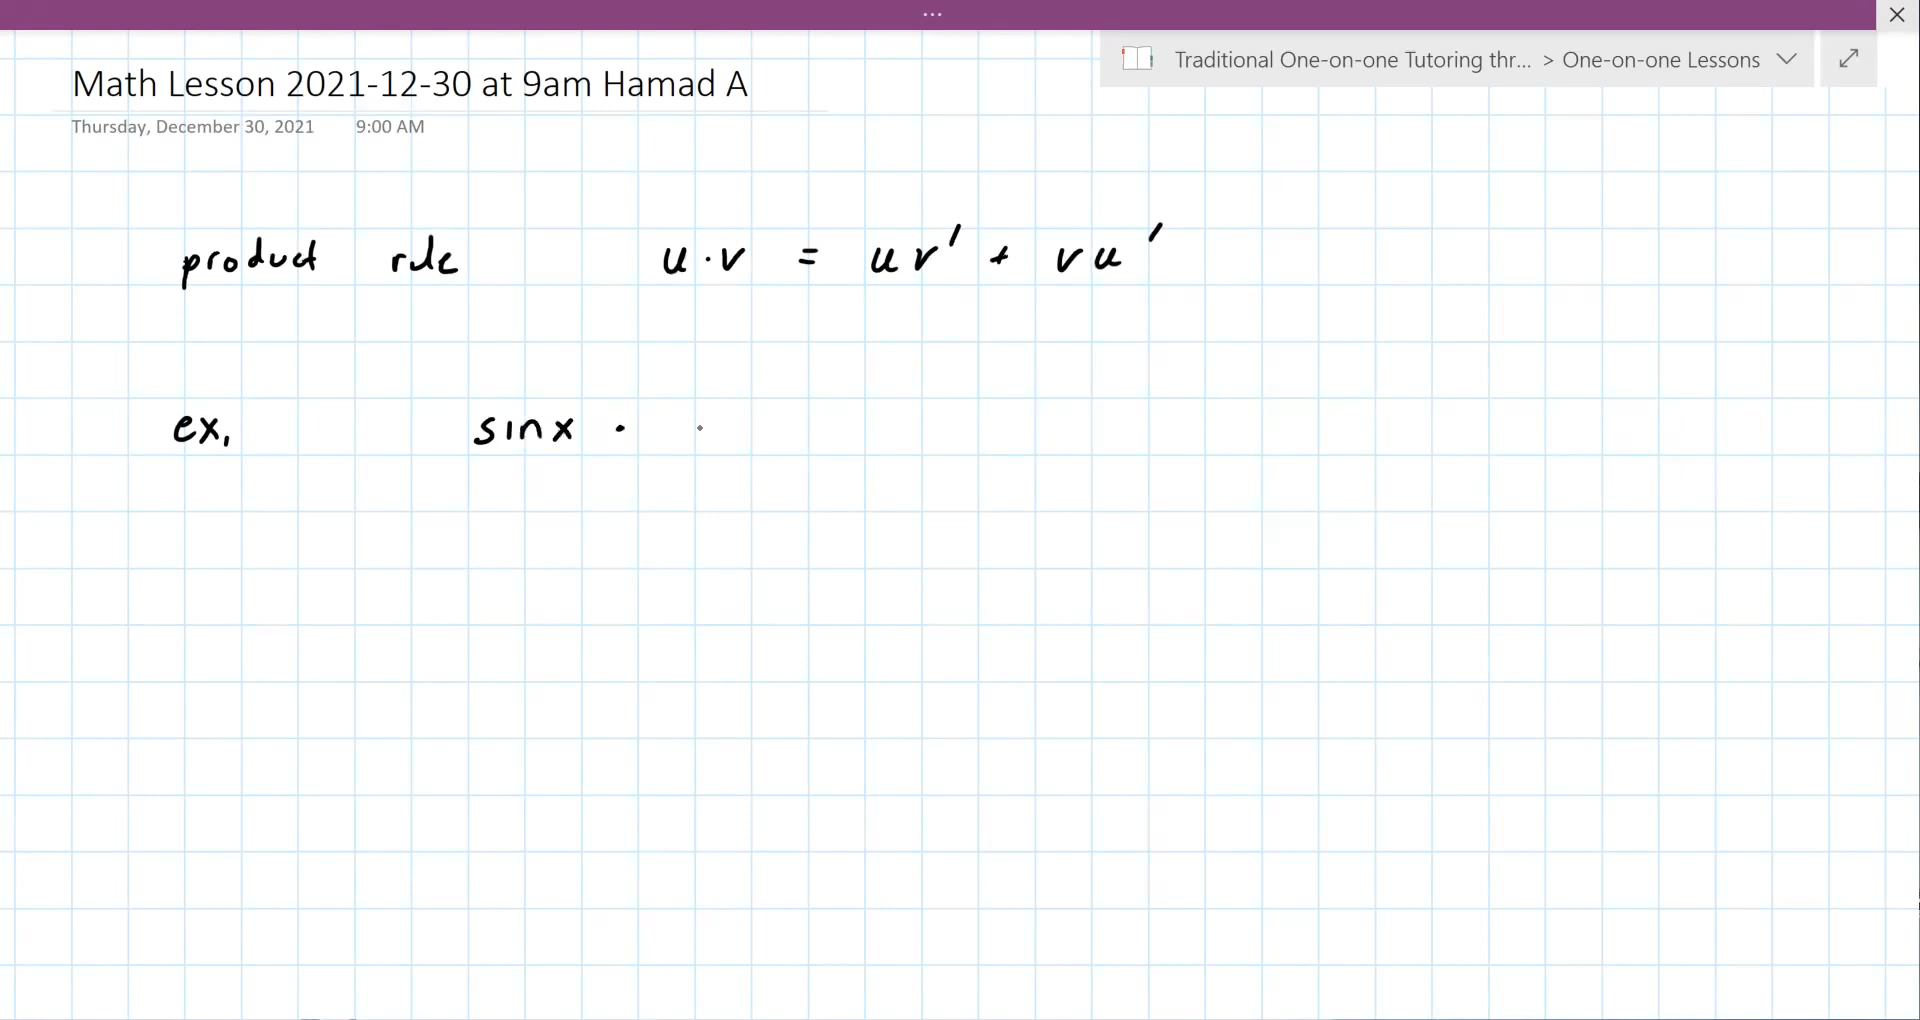 ...
Traditional One-on-one Tutoring thr... > One-on-one Lessons
Math Lesson 2021-12-30 at 9am Hamad A
Thursday, December 30, 2021 9:00 AM
product rule u · v = uv' + vu'
ex, sinx ·